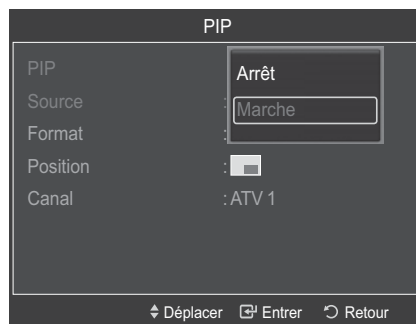 PIP
PIP
Arrêt
Source : Marche
Format :
Position :
Canal : ATV 1
Déplacer Entrer Retour